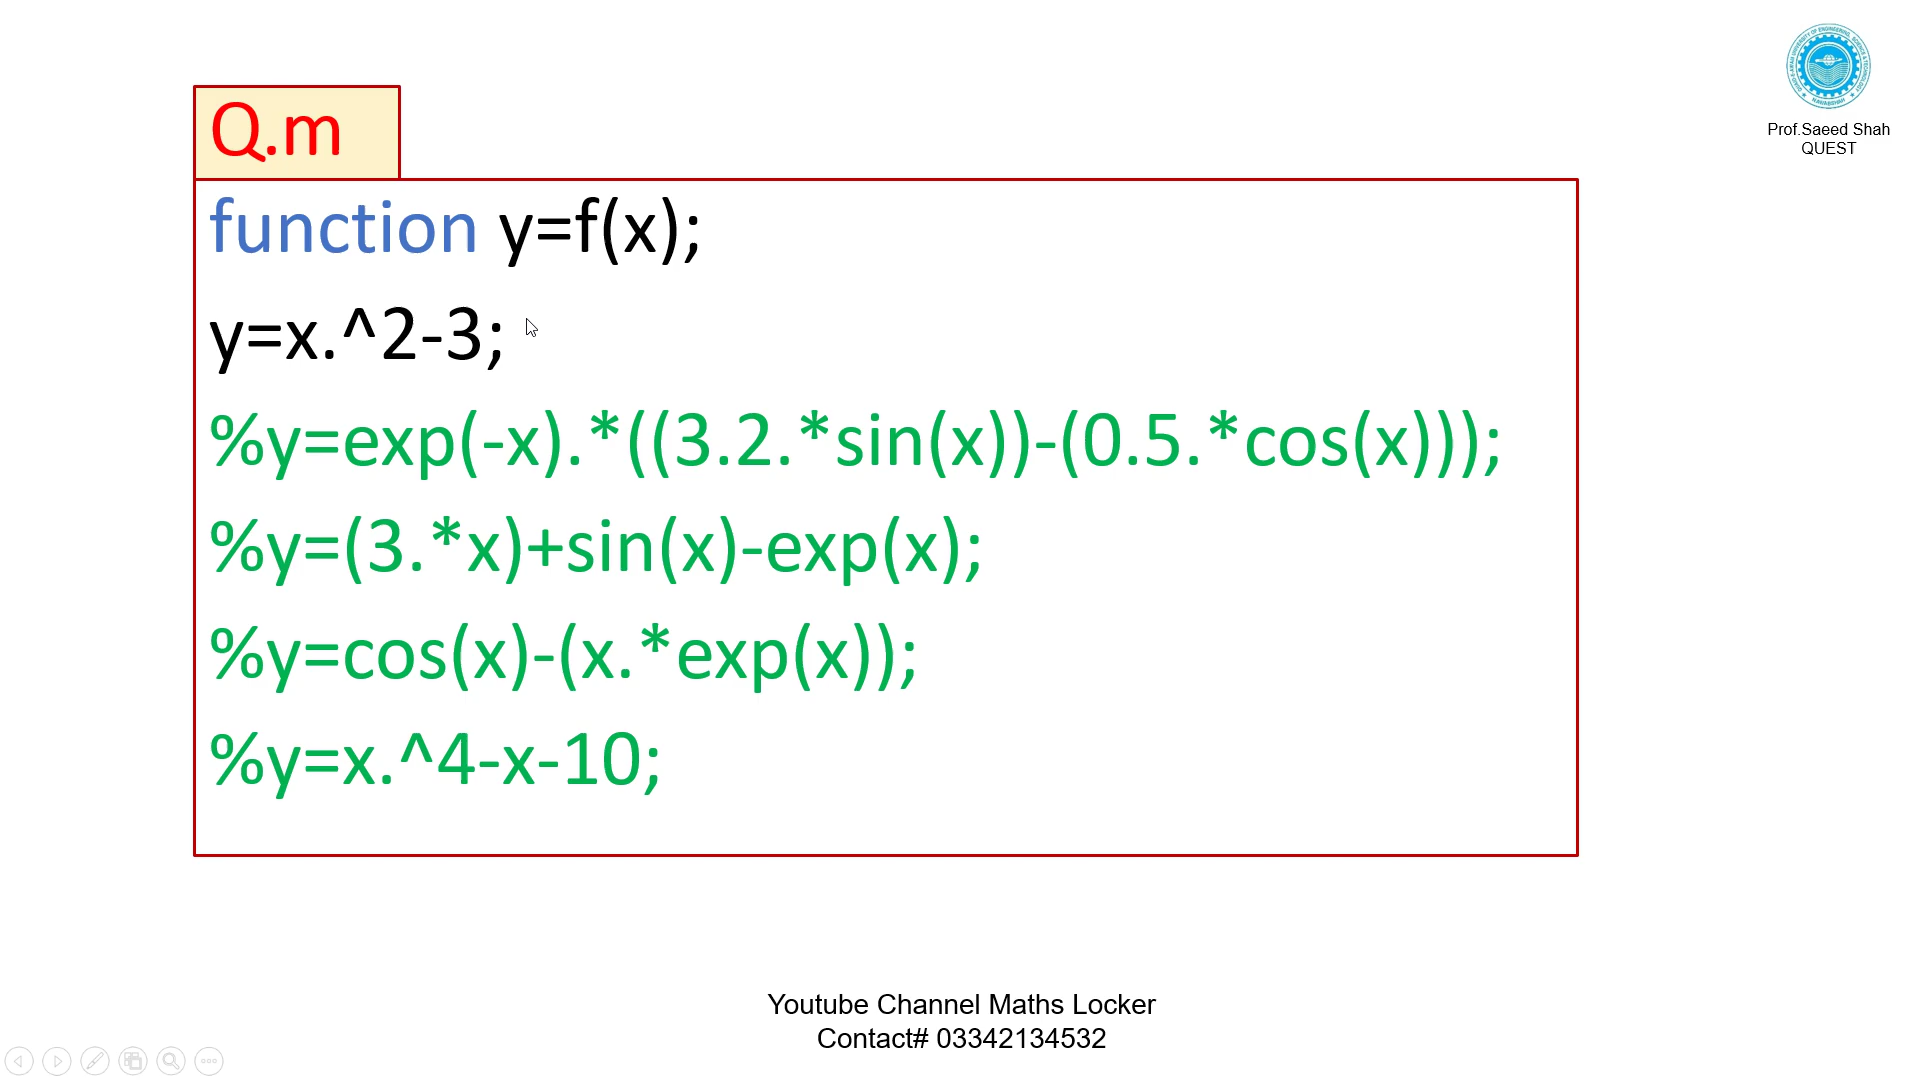 Prof.Saeed Shah
QUEST
Q.m
function y=f(x);
y=x.^2-3;
%y=exp(-x).*((3.2.*sin(x))-(0.5.*cos(x)));
%y=(3.*x)+sin(x)-exp(x);
%y=cos(x)-(x.*exp(x));
%y=x.^4-x-10;
Youtube Channel Maths Locker
Contact# 03342134532